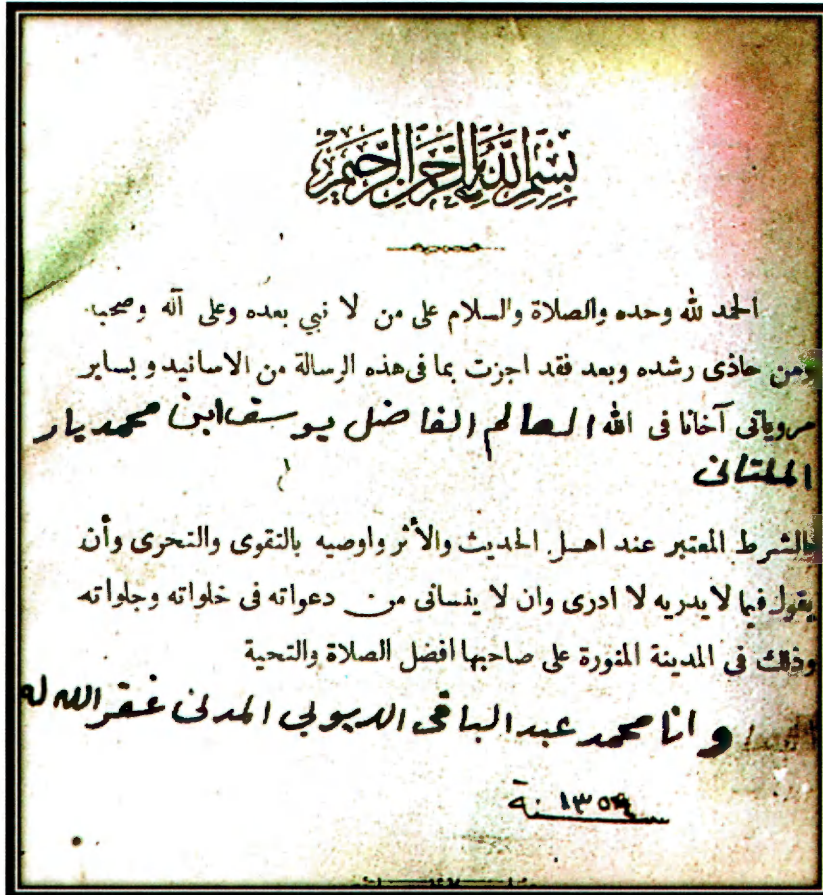 بسم الله الرحمن الرحيم
الحمد لله وحده والصلاة والسلام على من لا نبي بعده وعلى آله وصحبه
ومن حاذى رشده وبعد فقد اجزت بما فى هذه الرسالة من الاسانيد وبساير
مروياتى آخانا فى الله العالم الفاضل يوسف ابن محمد يار
الملتانى
بالشرط المعتبر عند اهل الحديث والأثر واوصيه بالتقوى والتحرى وأن
يقول فيما لا يدريه لا ادرى وان لا ينسانى من دعواته فى خلواته وجلواته
وذلك فى المدينة المنورة على صاحبها افضل الصلاة والتحية
وانا محمد عبد الباقى المدنى غفر الله له
سنة ١٣٥٤